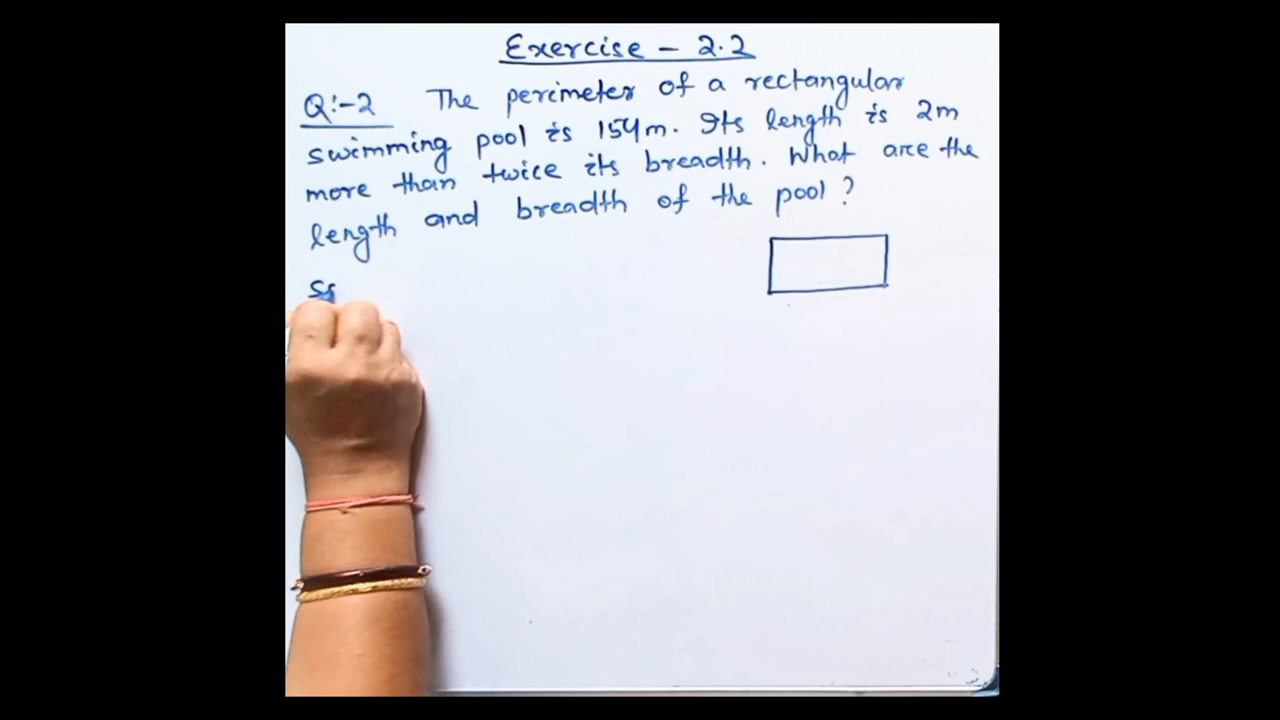 Exercise - 2.2
Q:-2 The perimeter of a rectangular
swimming pool is 154m. Its length is 2m
more than twice its breadth. What are the
length and breadth of the pool?